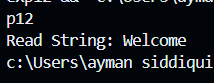 p12
Read String: Welcome
c:\Users\ayman siddiqui